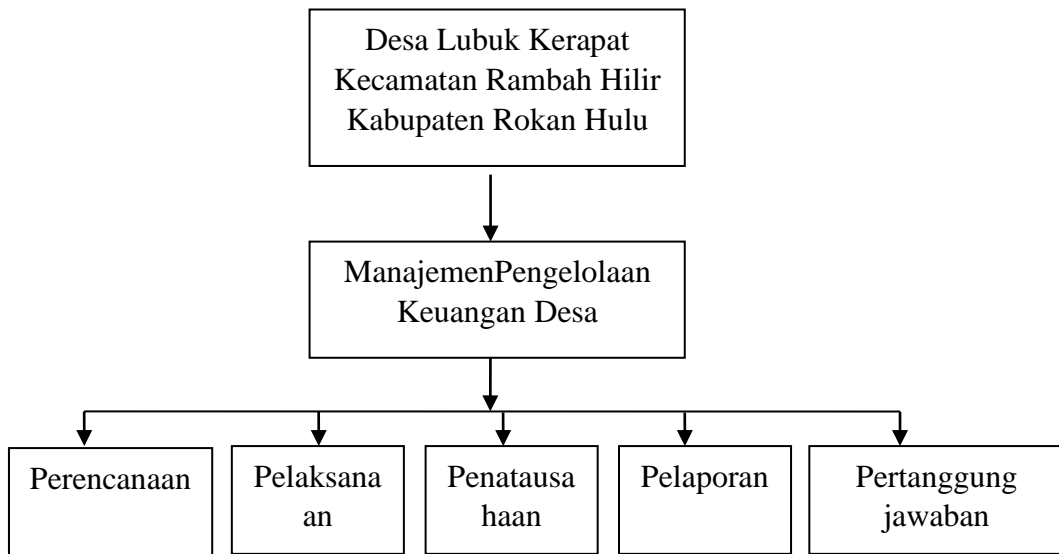 Desa Lubuk Kerapat
Kecamatan Rambah Hilir
Kabupaten Rokan Hulu
ManajemenPengelolaan
Keuangan Desa
Perencanaan
Pelaksana
an
Penatausa
haan
Pelaporan
Pertanggung
jawaban